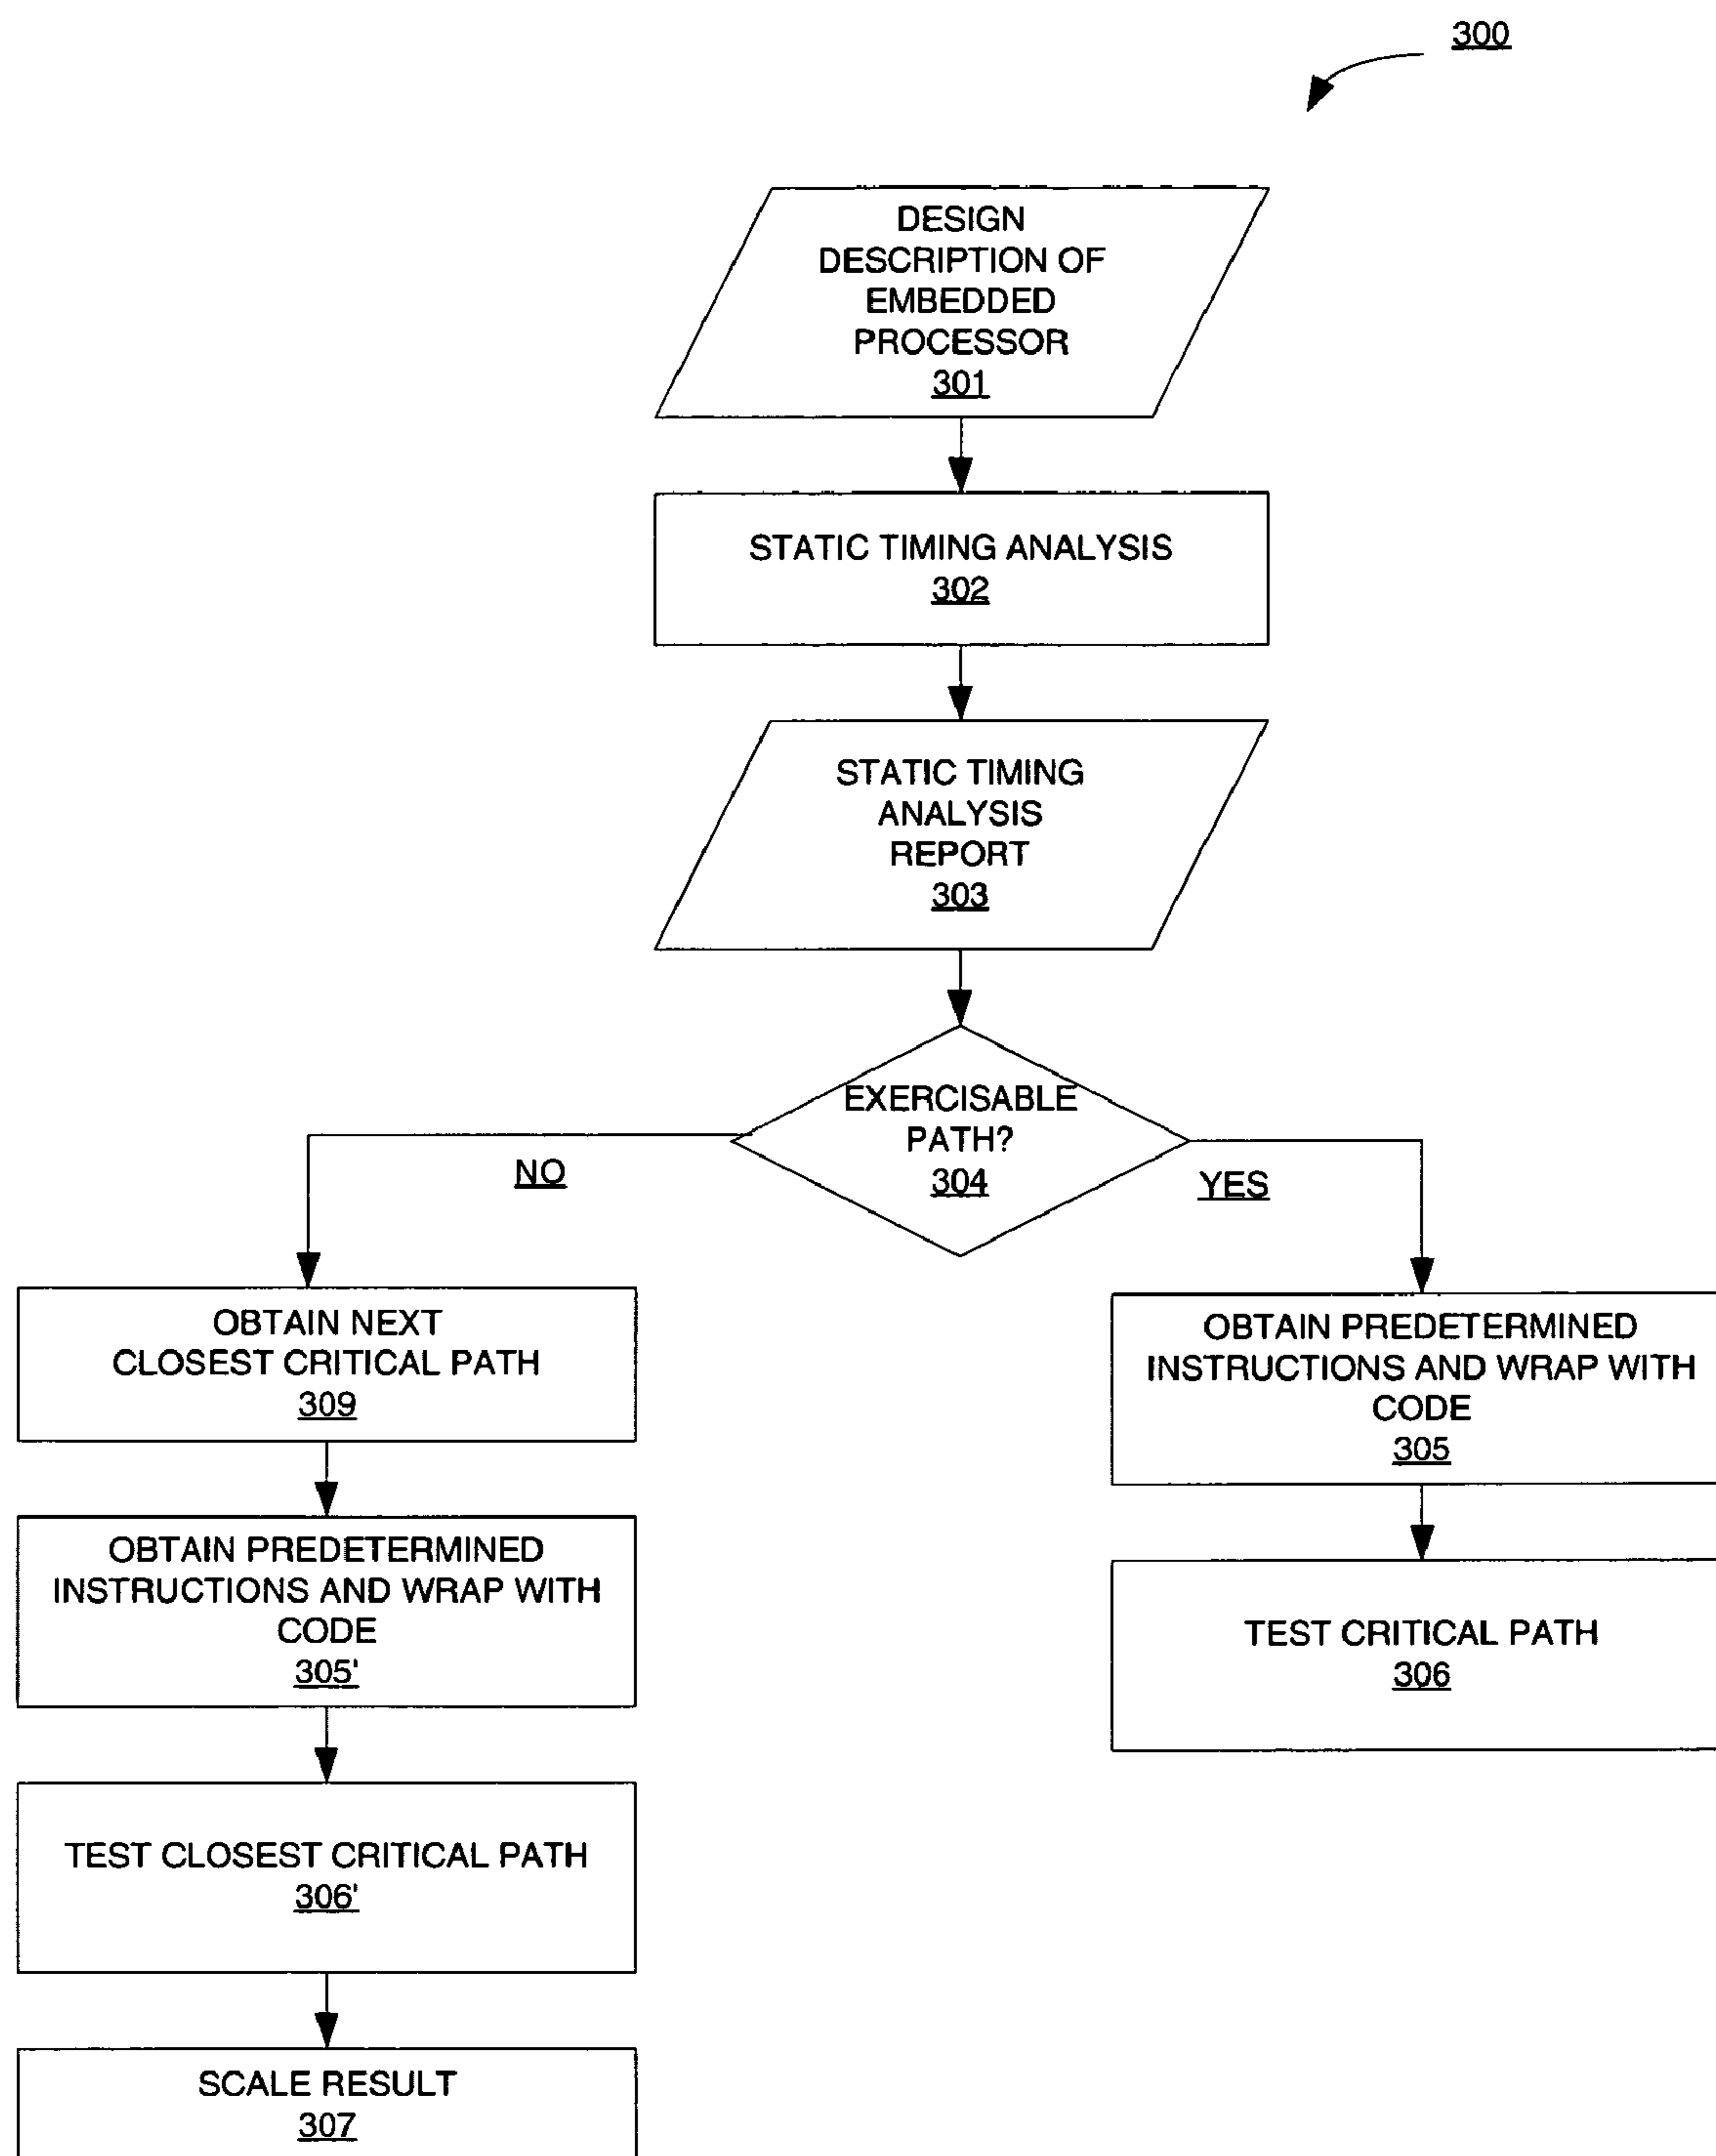 300
DESIGN
DESCRIPTION OF
EMBEDDED
PROCESSOR
301
STATIC TIMING ANALYSIS
302
STATIC TIMING
ANALYSIS
REPORT
303
EXERCISABLE
PATH?
304
NO
YES
OBTAIN NEXT
CLOSEST CRITICAL PATH
309
OBTAIN PREDETERMINED
INSTRUCTIONS AND WRAP WITH
CODE
305'
TEST CLOSEST CRITICAL PATH
306'
SCALE RESULT
307
OBTAIN PREDETERMINED
INSTRUCTIONS AND WRAP WITH
CODE
305
TEST CRITICAL PATH
306